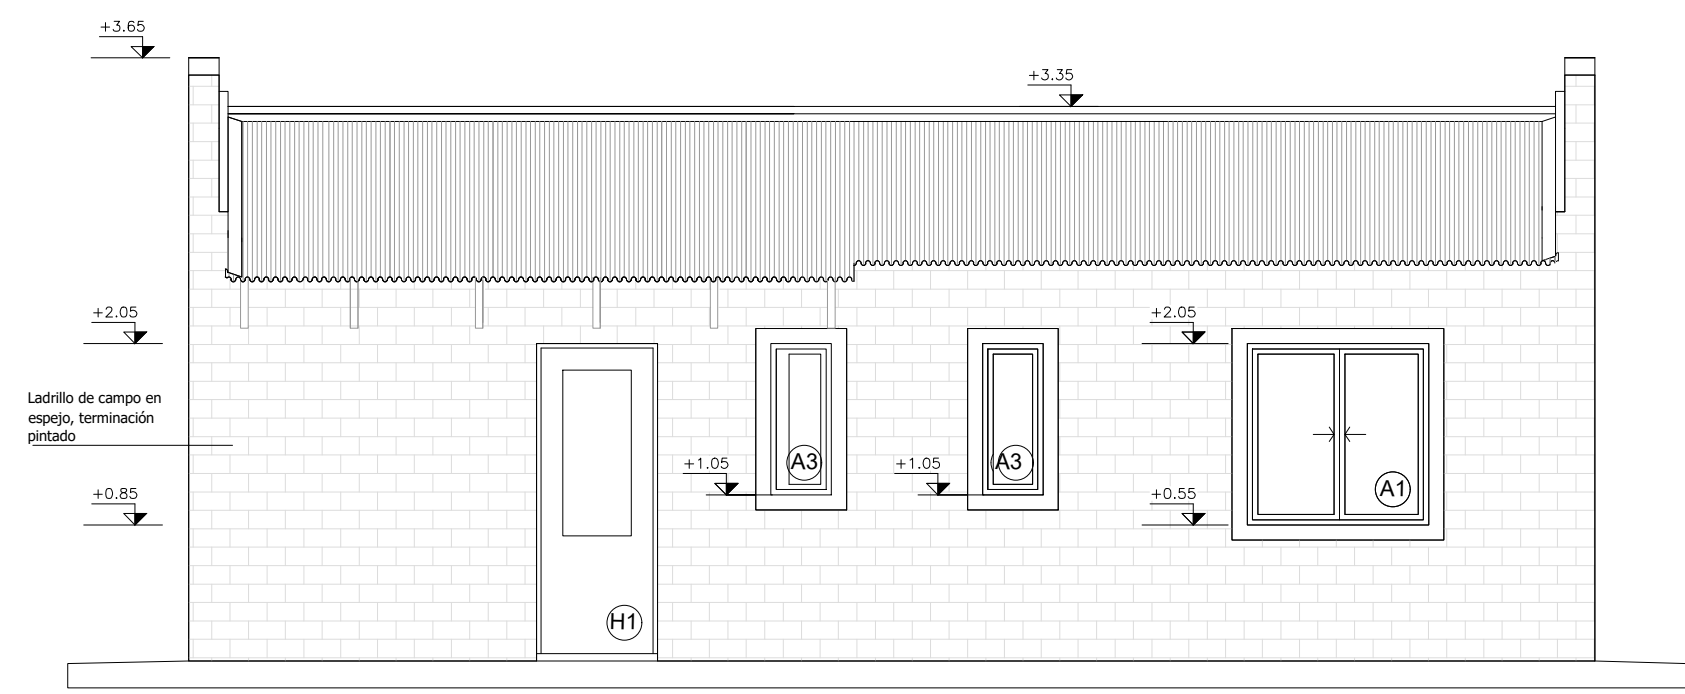 +3.65
+3.35
+2.05
+2.05
Ladrillo de campo en
espejo, terminación
pintado
+1.05
A3
+1.05
A3
+0.85
+0.55
A1
H1